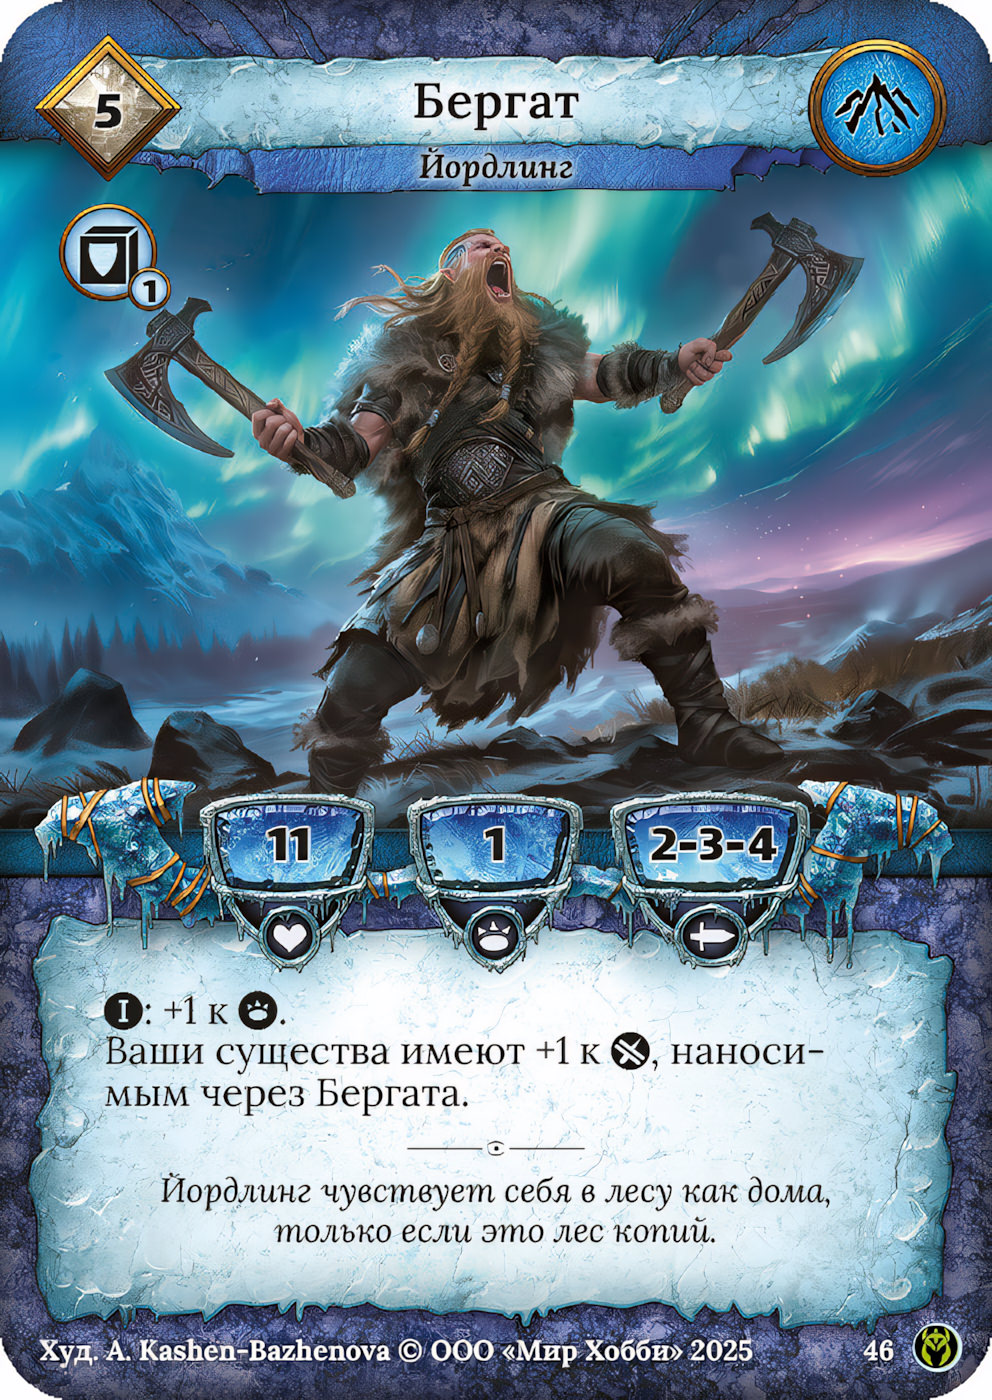 5
Бергат
Йордлинг
1
11
1
2-3-4
I: +1 к .
Ваши существа имеют +1 к , наноси-
мым через Бергата.
Йордлинг чувствует себя в лесу как дома,
только если это лес копий.
Худ. А. Kashen-Bazhenova © ООО «Мир Хобби» 2025
46